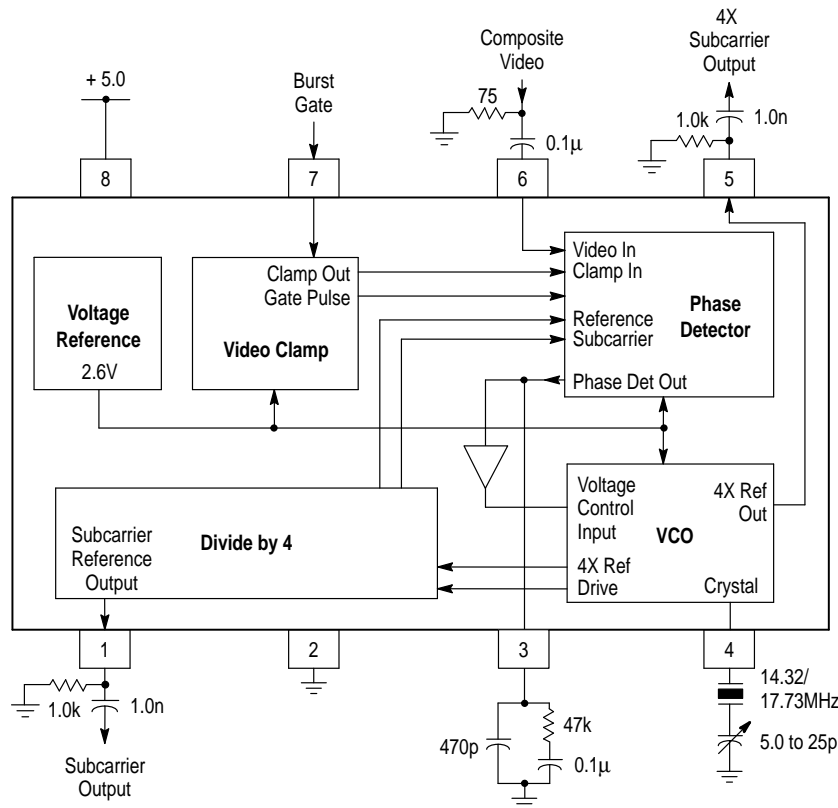 4X
Subcarrier
Output
Composite
Video
Burst
Gate
+ 5.0
75
0.1µ
1.0k
1.0n
8
7
6
5
Voltage
Reference
2.6V
Clamp Out
Gate Pulse
Video Clamp
Video In
Clamp In
Reference
Subcarrier
Phase
Detector
Phase Det Out
Subcarrier
Reference
Output
Divide by 4
Voltage
Control
Input
4X Ref
Out
VCO
4X Ref
Drive
Crystal
1
2
3
4
1.0k
1.0n
Subcarrier
Output
470p
47k
0.1µ
14.32/
17.73MHz
5.0 to 25p